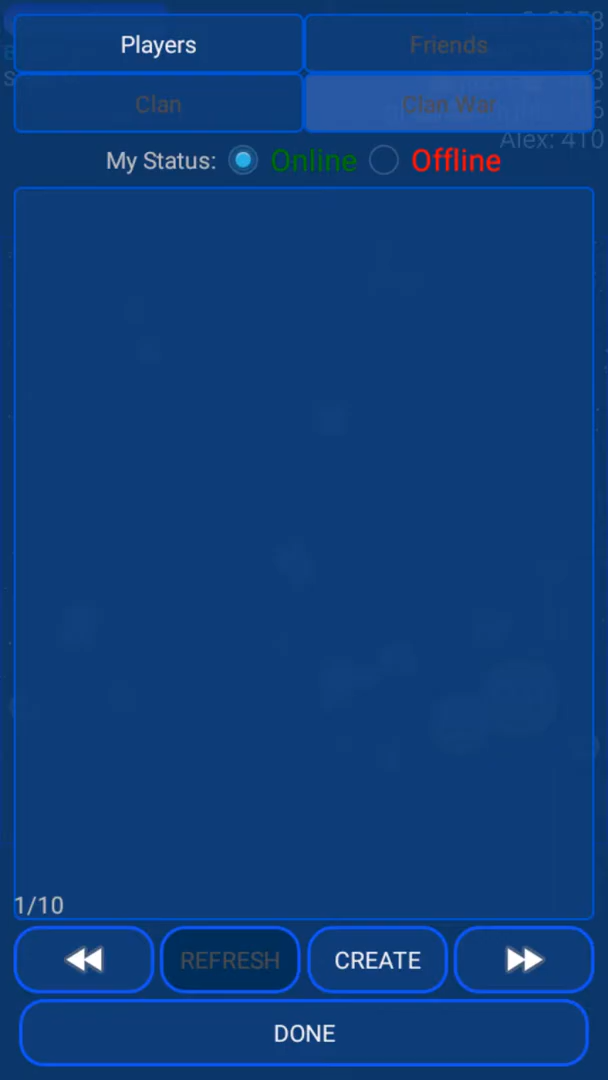 Players Friends
Clan Clan War
Alex: 410
My Status: Online Offline
1/10
REFRESH CREATE
DONE